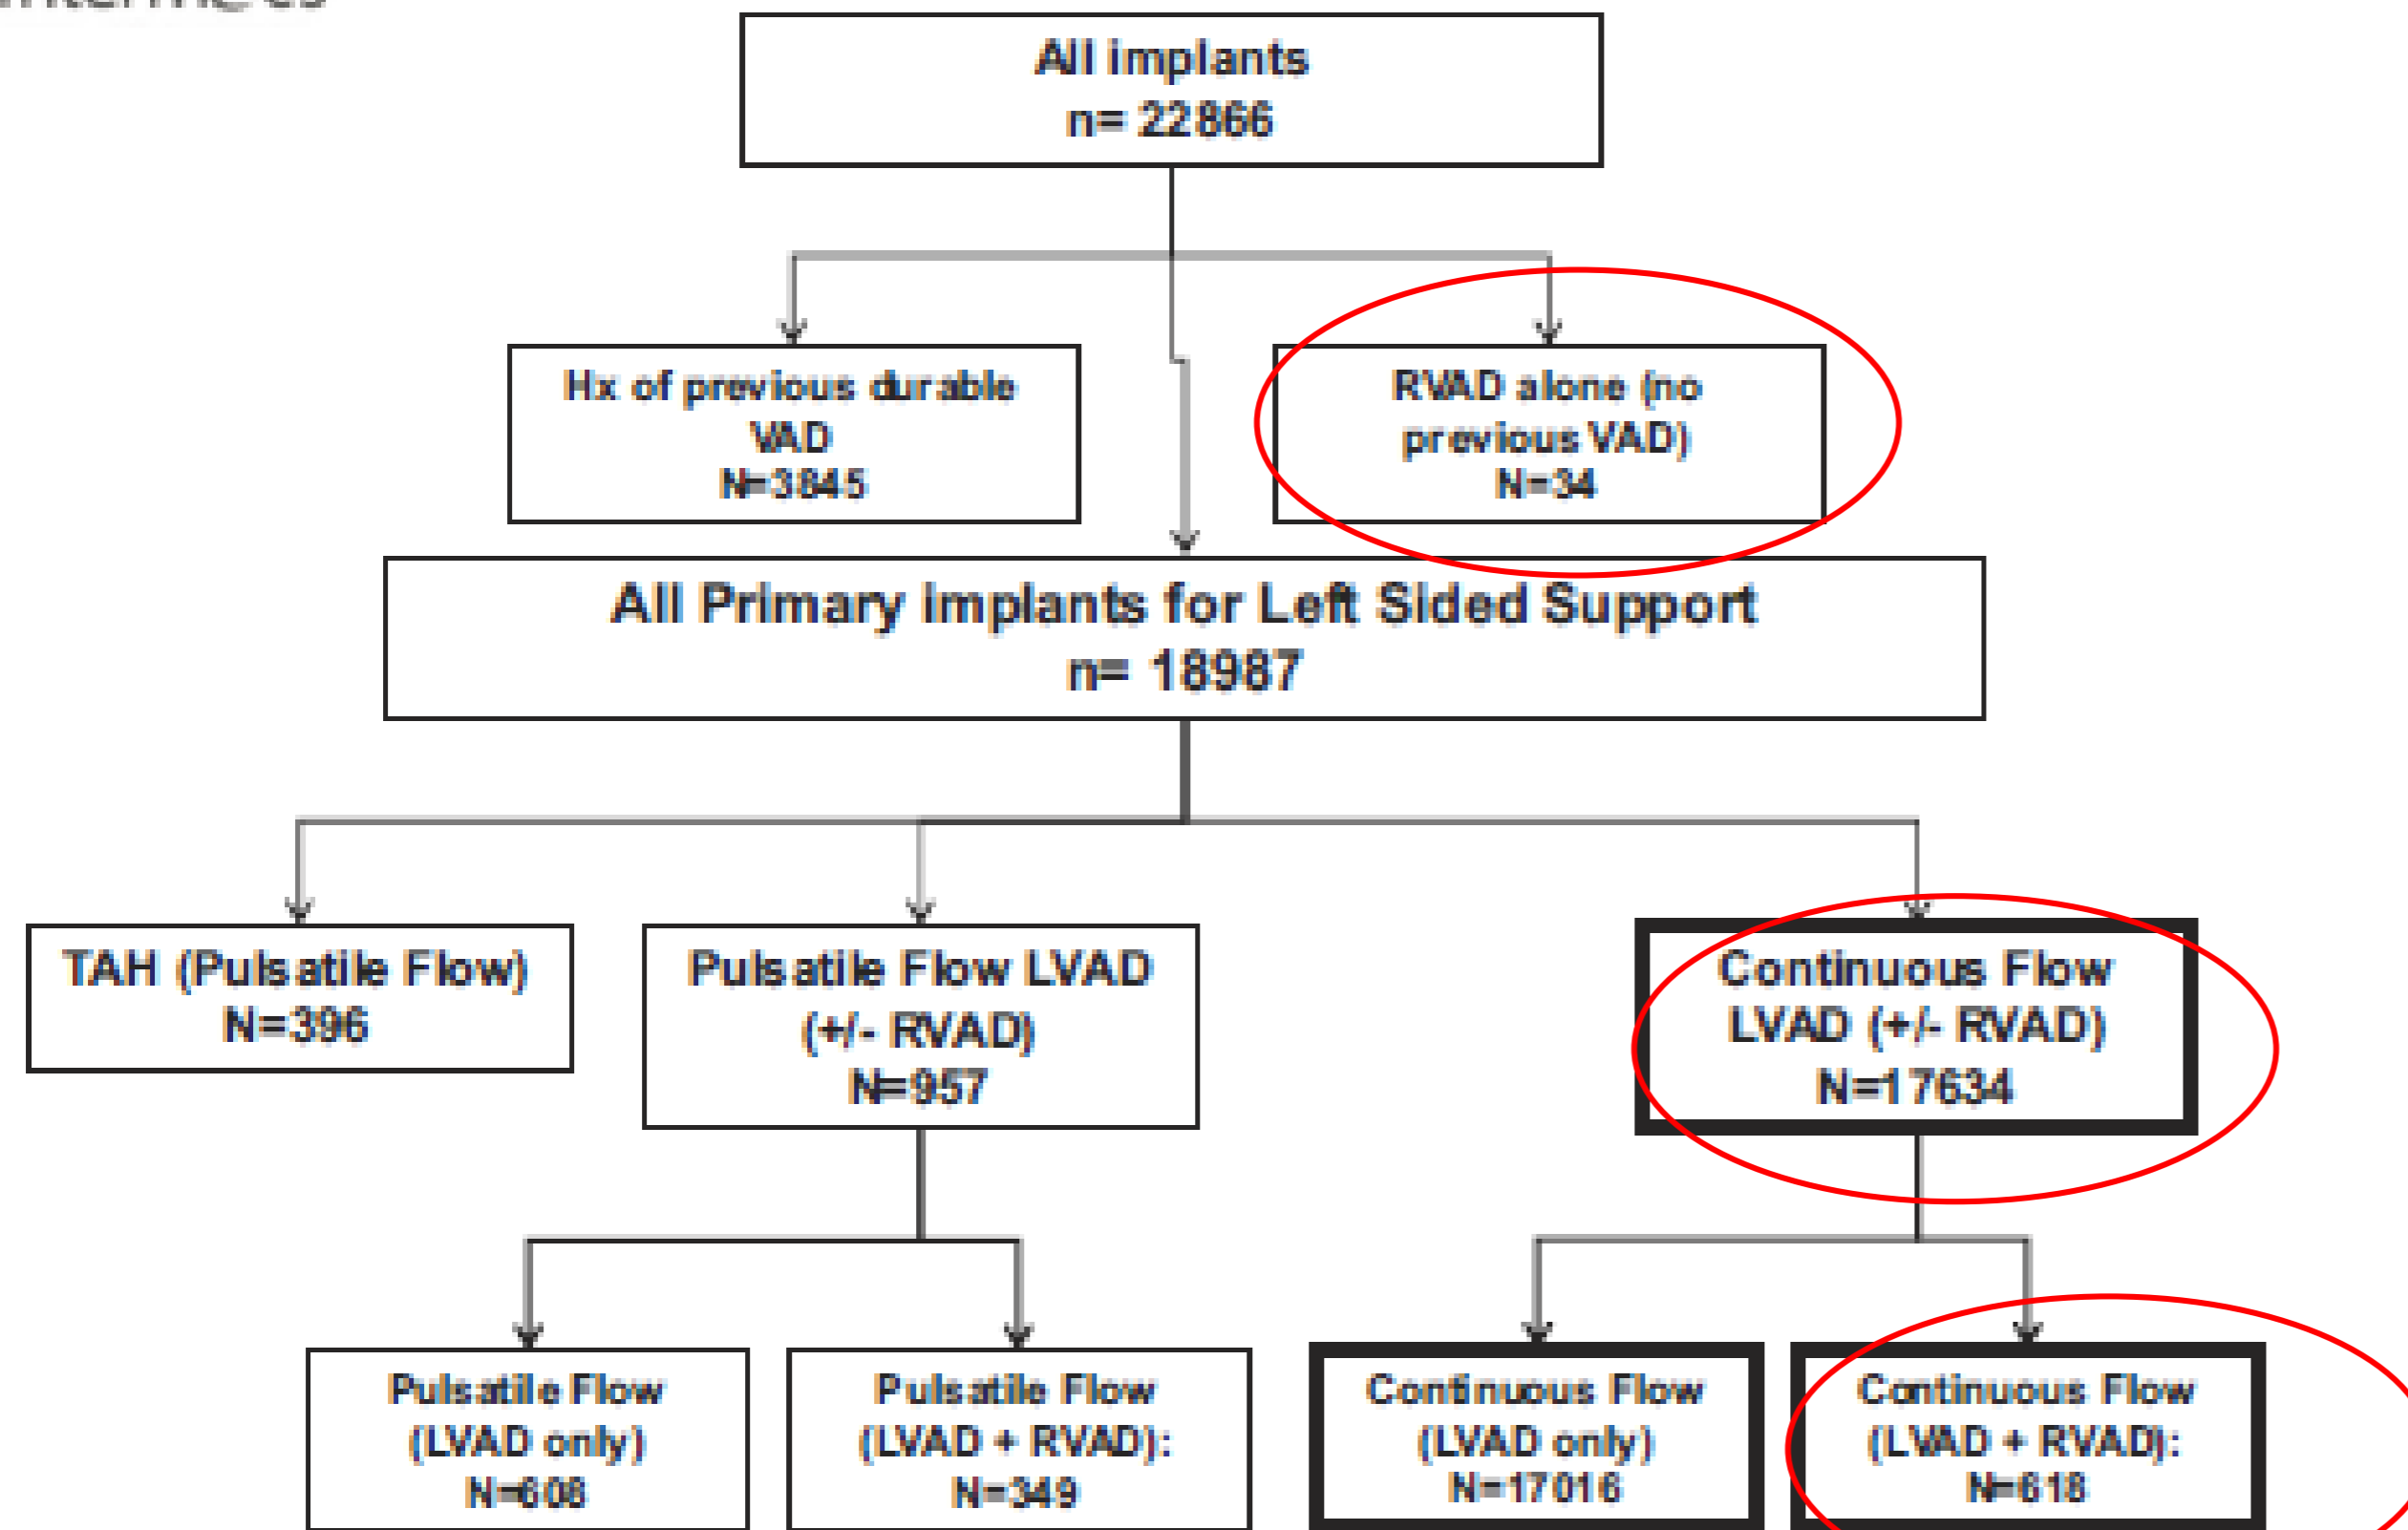 All implants
n= 22866
Hx of previous durable
VAD
N=3845
RVAD alone (no
previous VAD)
N=34
All Primary implants for Left Sided Support
n= 18987
TAH (Pulsatile Flow)
N=396
Pulsatile Flow LVAD
(+/- RVAD)
N=957
Continuous Flow
LVAD (+/- RVAD)
N=17634
Pulsatile Flow
(LVAD only)
N=608
Pulsatile Flow
(LVAD + RVAD):
N=349
Continuous Flow
(LVAD only)
N=17016
Continuous Flow
(LVAD + RVAD):
N=618